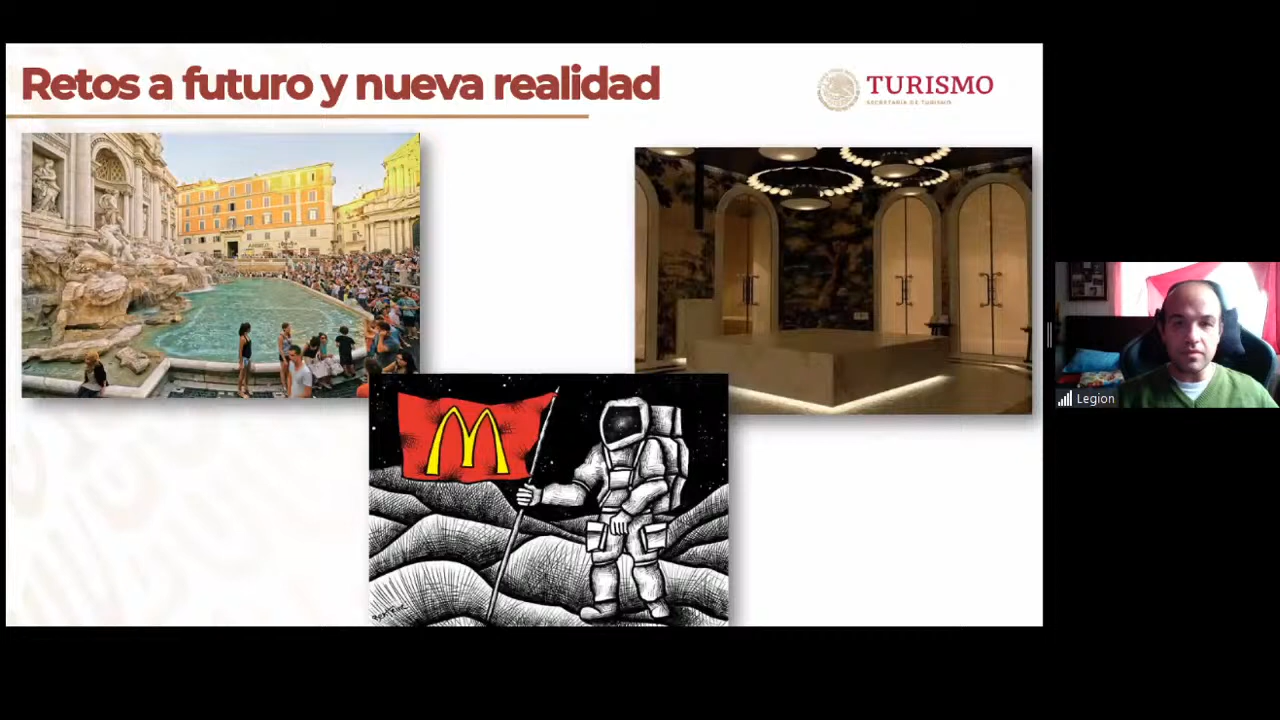 Retos a futuro y nueva realidad
TURISMO
SECRETARÍA DE TURISMO
M
Legion